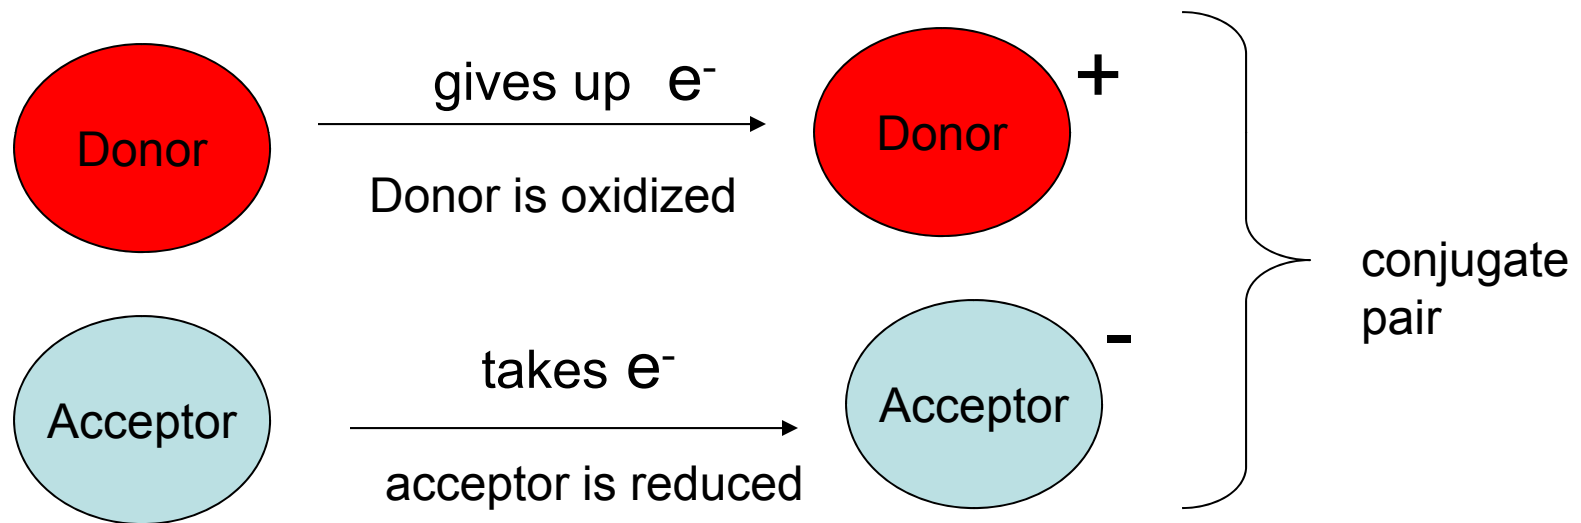 Donor
gives up e-
Donor is oxidized
Donor
+
Acceptor
takes e-
acceptor is reduced
Acceptor
-
conjugate
pair